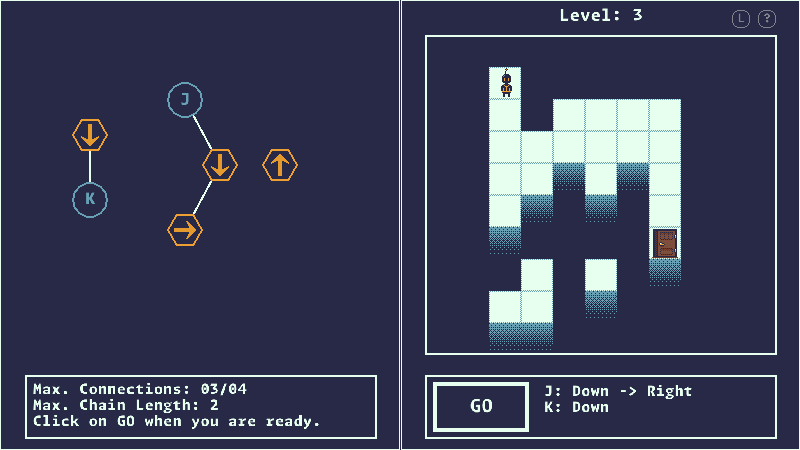 Level: 3
L ?
J
K
Max. Connections: 03/04
Max. Chain Length: 2
Click on GO when you are ready.
GO
J: Down -> Right
K: Down